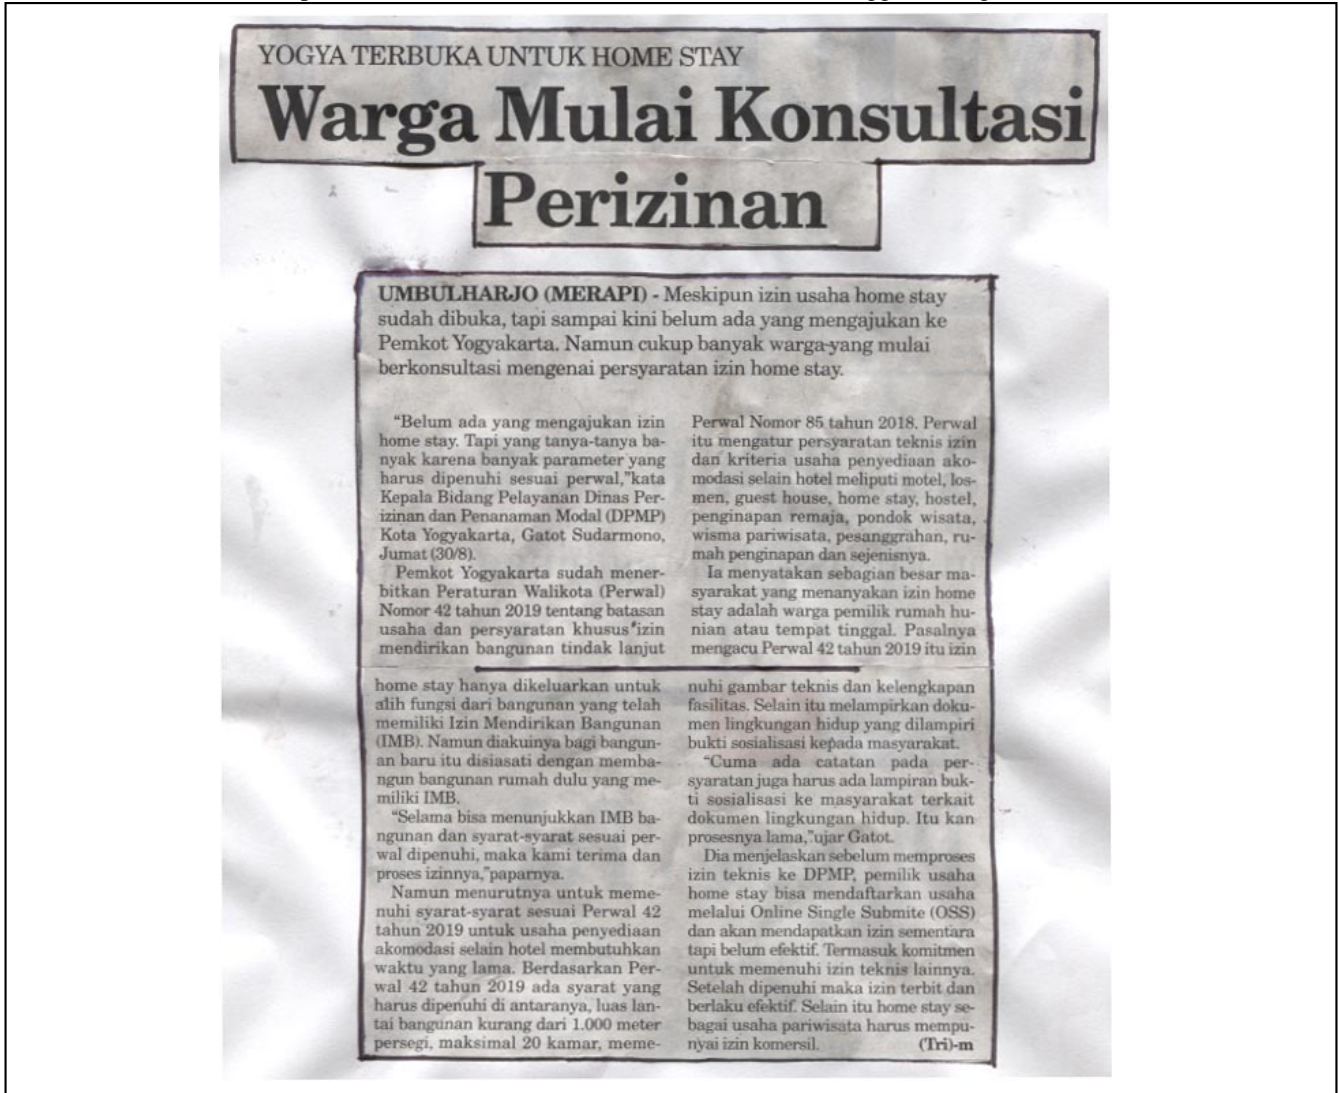 YOGYA TERBUKA UNTUK HOME STAY
Warga Mulai Konsultasi
Perizinan
UMBULHARJO (MERAPI) - Meskipun izin usaha home stay
sudah dibuka, tapi sampai kini belum ada yang mengajukan ke
Pemkot Yogyakarta. Namun cukup banyak warga yang mulai
berkonsultasi mengenai persyaratan izin home stay.
"Belum ada yang mengajukan izin
home stay. Tapi yang tanya-tanya ba-
nyak karena banyak parameter yang
harus dipenuhi sesuai perwal,"kata
Kepala Bidang Pelayanan Dinas Per-
izinan dan Penanaman Modal (DPMP)
Kota Yogyakarta, Gatot Sudarmono,
Jumat (30/8).
Pemkot Yogyakarta sudah mener-
bitkan Peraturan Walikota (Perwal)
Nomor 42 tahun 2019 tentang batasan
usaha dan persyaratan khusus izin
mendirikan bangunan tindak lanjut
Perwal Nomor 85 tahun 2018. Perwal
itu mengatur persyaratan teknis izin
dan kriteria usaha penyediaan ako-
modasi selain hotel meliputi motel, los-
men, guest house, home stay, hostel,
penginapan remaja, pondok wisata,
wisma pariwisata, pesanggrahan, ru-
mah penginapan dan sejenisnya.
Ia menyatakan sebagian besar ma-
syarakat yang menanyakan izin home
stay adalah warga pemilik rumah hu-
nian atau tempat tinggal. Pasalnya
mengacu Perwal 42 tahun 2019 itu izin
home stay hanya dikeluarkan untuk
alih fungsi dari bangunan yang telah
memiliki Izin Mendirikan Bangunan
(IMB). Namun diakuinya bagi bangun-
an baru itu disiasati dengan memba-
ngun bangunan rumah dulu yang me-
miliki IMB.
"Selama bisa menunjukkan IMB ba-
ngunan dan syarat-syarat sesuai per-
wal dipenuhi, maka kami terima dan
proses izinnya,"paparnya.
Namun menurutnya untuk meme-
nuhi syarat-syarat sesuai Perwal 42
tahun 2019 untuk usaha penyediaan
akomodasi selain hotel membutuhkan
waktu yang lama. Berdasarkan Per-
wal 42 tahun 2019 ada syarat yang
harus dipenuhi di antaranya, luas lan-
tai bangunan kurang dari 1.000 meter
persegi, maksimal 20 kamar, meme-
nuhi gambar teknis dan kelengkapan
fasilitas. Selain itu melampirkan doku-
men lingkungan hidup yang dilampiri
bukti sosialisasi kepada masyarakat.
"Cuma ada catatan pada per-
syaratan juga harus ada lampiran buk-
ti sosialisasi ke masyarakat terkait
dokumen lingkungan hidup. Itu kan
prosesnya lama,"ujar Gatot.
Dia menjelaskan sebelum memproses
izin teknis ke DPMP, pemilik usaha
home stay bisa mendaftarkan usaha
melalui Online Single Submite (OSS)
dan akan mendapatkan izin sementara
tapi belum efektif. Termasuk komitmen
untuk memenuhi izin teknis lainnya.
Setelah dipenuhi maka izin terbit dan
berlaku efektif. Selain itu home stay se-
bagai usaha pariwisata harus mempu-
nyai izin komersil. (Tri)-m